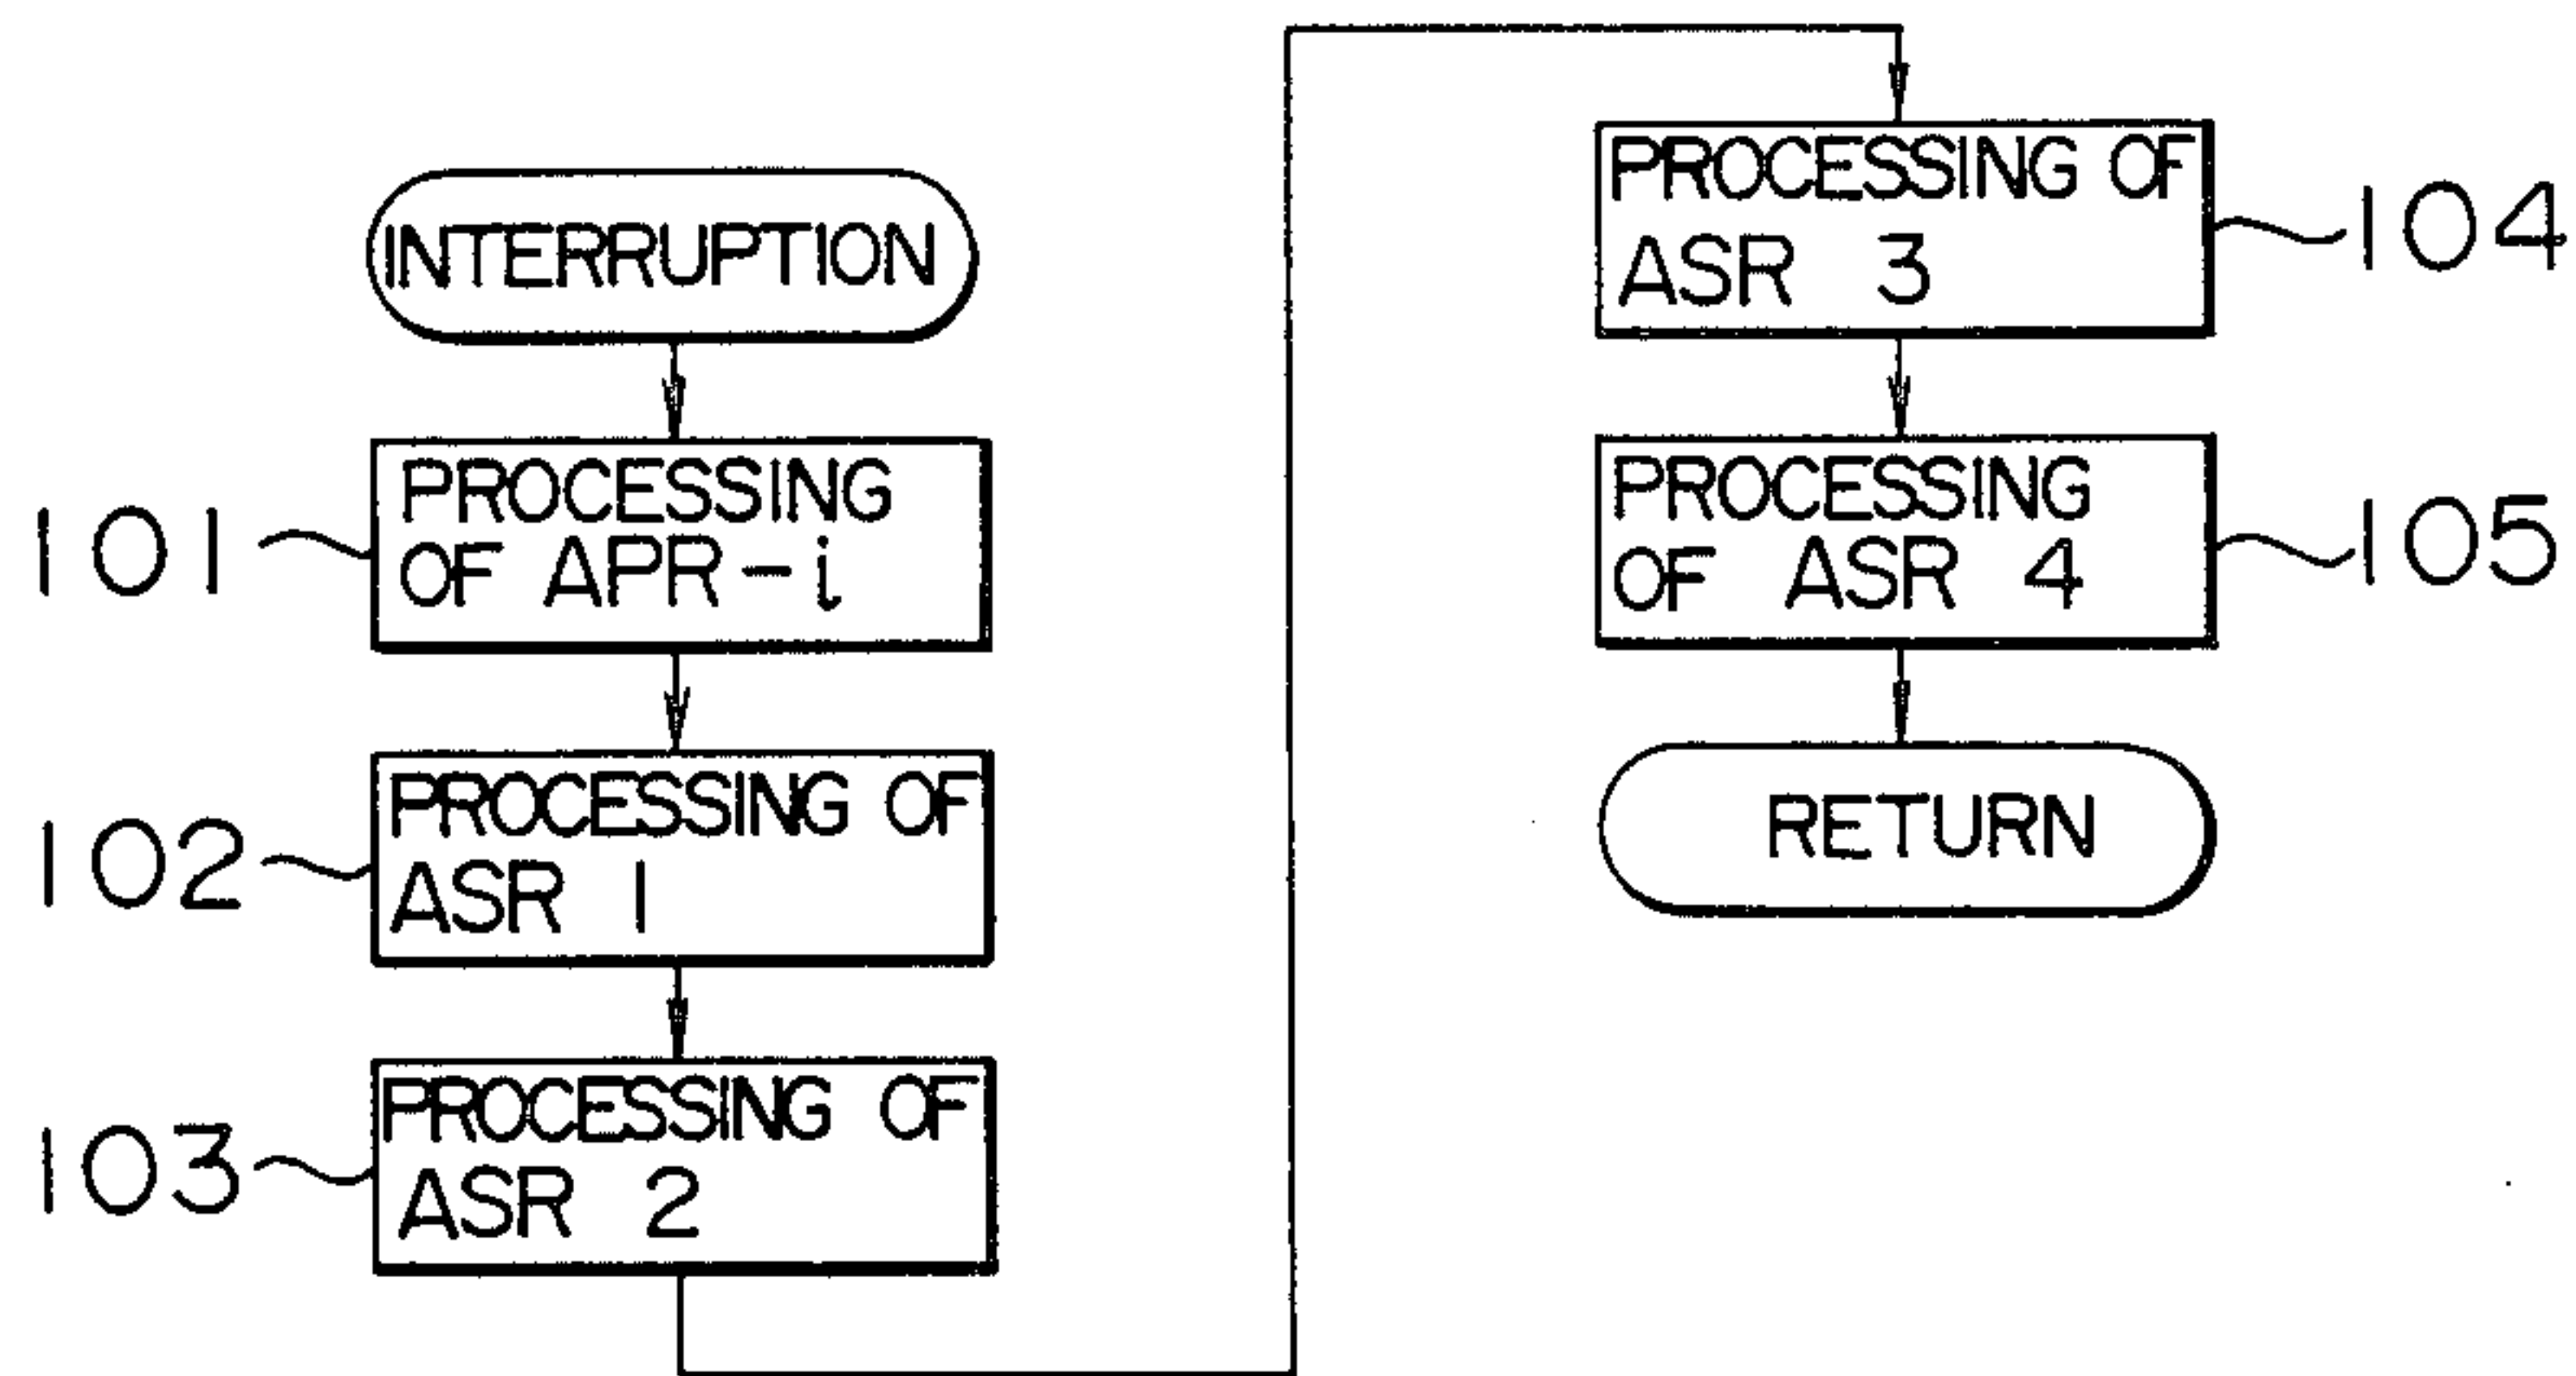 INTERRUPTION
101
PROCESSING
OF APR-i
102
PROCESSING OF
ASR 1
103
PROCESSING OF
ASR 2
PROCESSING OF
ASR 3
104
PROCESSING
OF ASR 4
105
RETURN